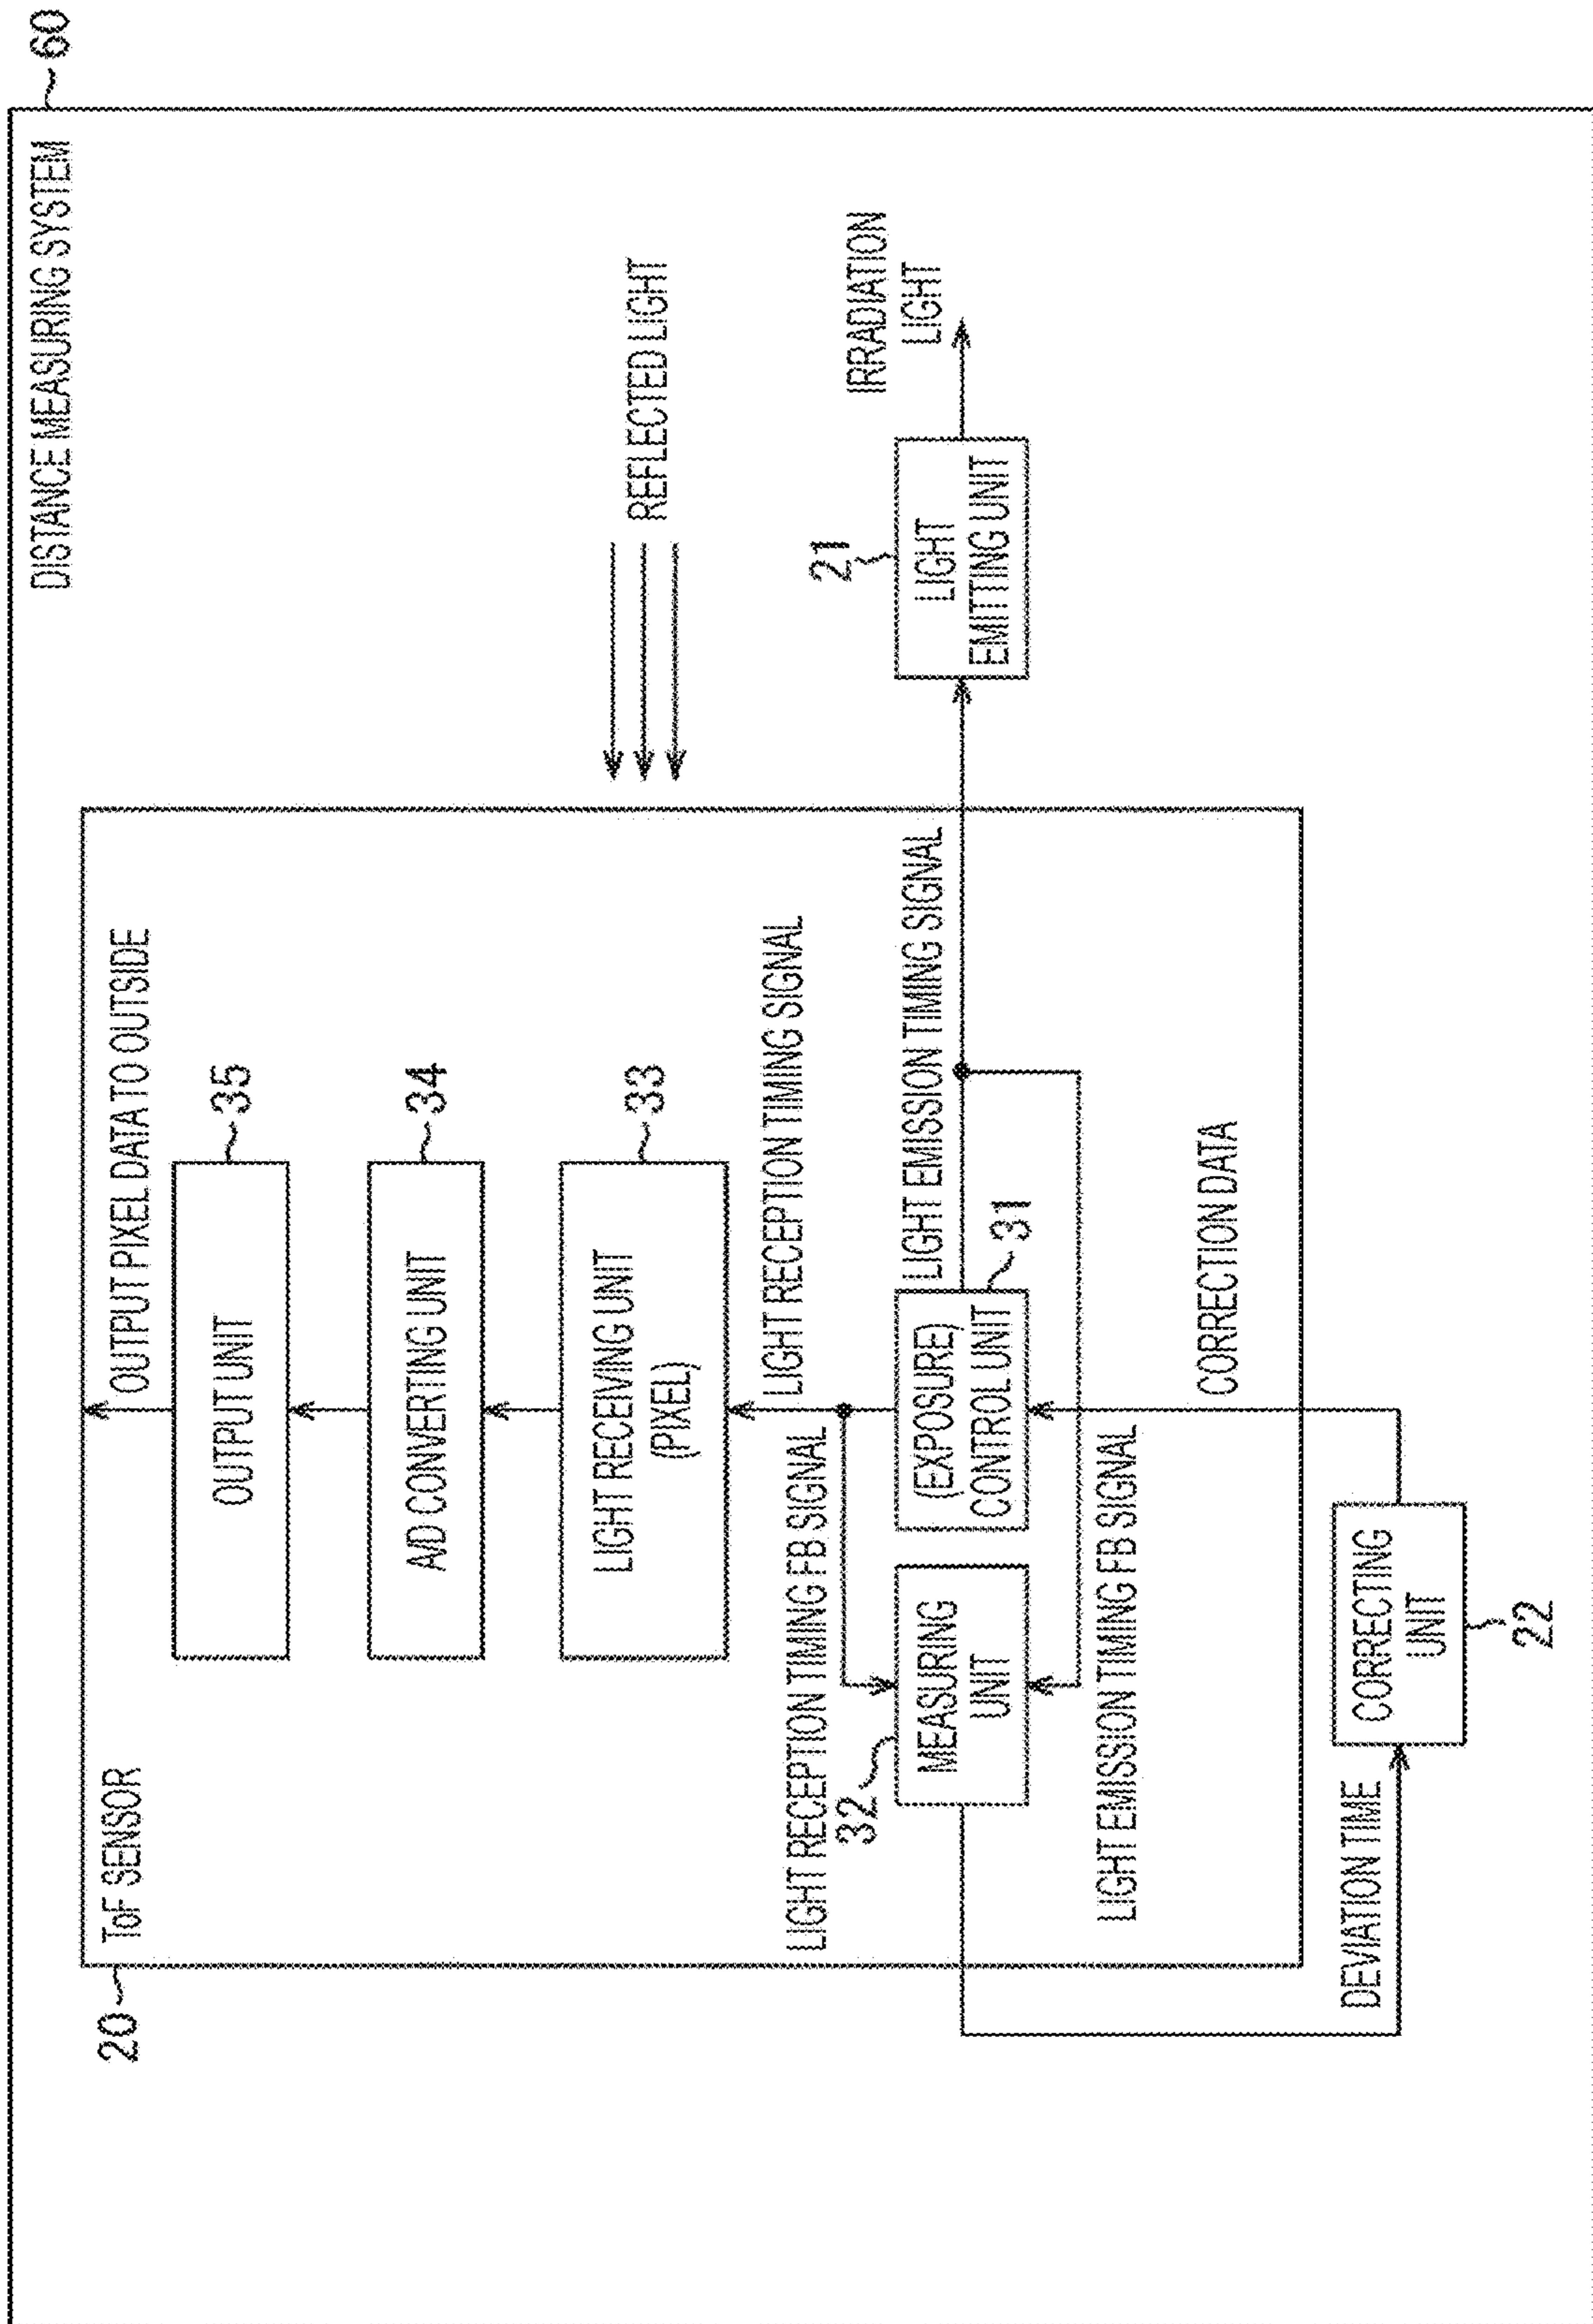 60
DISTANCE MEASURING SYSTEM
20
ToF SENSOR
OUTPUT PIXEL DATA TO OUTSIDE
35
OUTPUT UNIT
34
A/D CONVERTING UNIT
33
LIGHT RECEIVING UNIT
(PIXEL)
REFLECTED LIGHT
LIGHT RECEPTION TIMING SIGNAL
LIGHT RECEPTION TIMING FB SIGNAL
32
MEASURING
UNIT
(EXPOSURE)
CONTROL UNIT
31
LIGHT EMISSION TIMING SIGNAL
21
LIGHT
EMITTING UNIT
IRRADIATION
LIGHT
LIGHT EMISSION TIMING FB SIGNAL
CORRECTION DATA
DEVIATION TIME
CORRECTING
UNIT
22